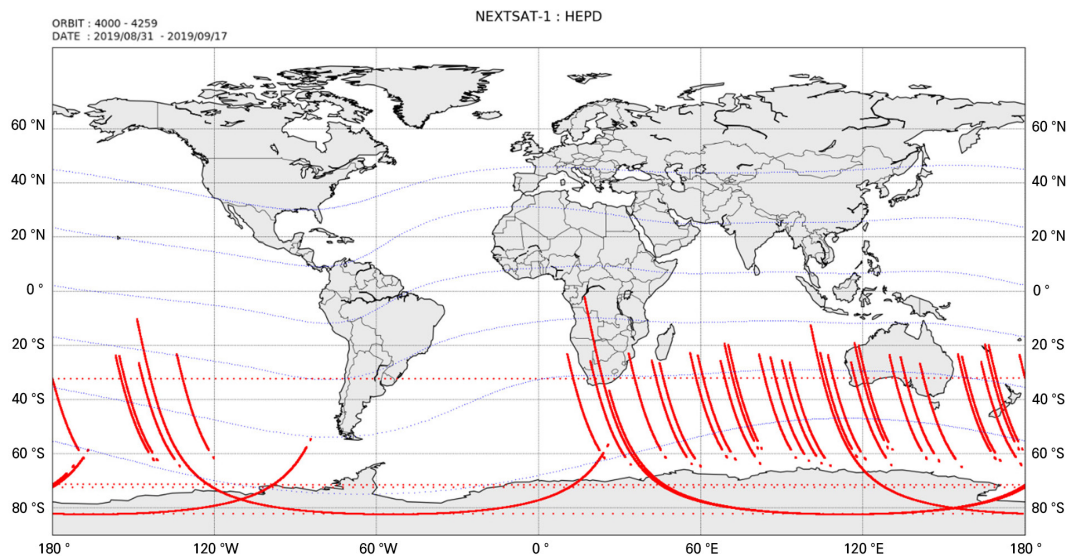 NEXTSAT-1 : HEPD
ORBIT : 4000 - 4259
DATE : 2019/08/31 - 2019/09/17
60 °N
60 °N
40 °N
40 °N
20 °N
20 °N
0 °
0 °
20 °S
20 °S
40 °S
40 °S
60 °S
60 °S
80 °S
80 °S
180 °
120 °W
60 °W
0 °
60 °E
120 °E
180 °